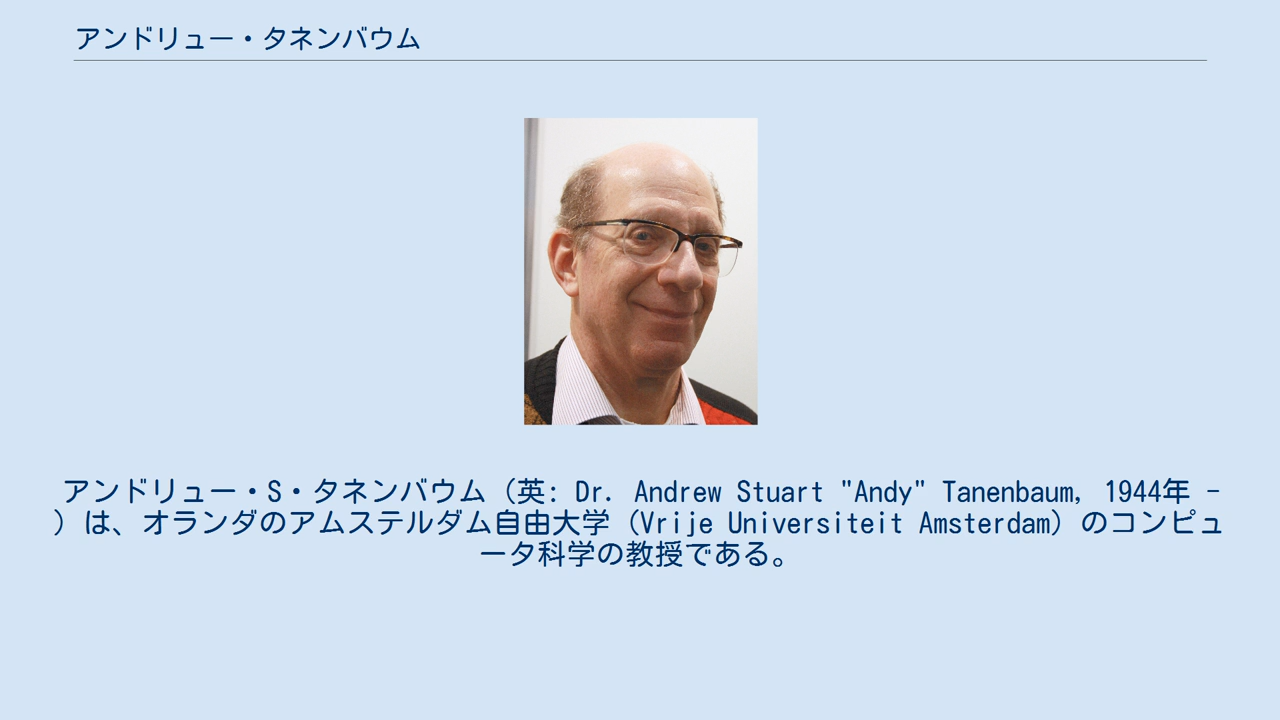 アンドリュー・タネンバウム
アンドリュー・S・タネンバウム（英: Dr. Andrew Stuart "Andy" Tanenbaum, 1944年 -
）は、オランダのアムステルダム自由大学（Vrije Universiteit Amsterdam）のコンピュ
ータ科学の教授である。